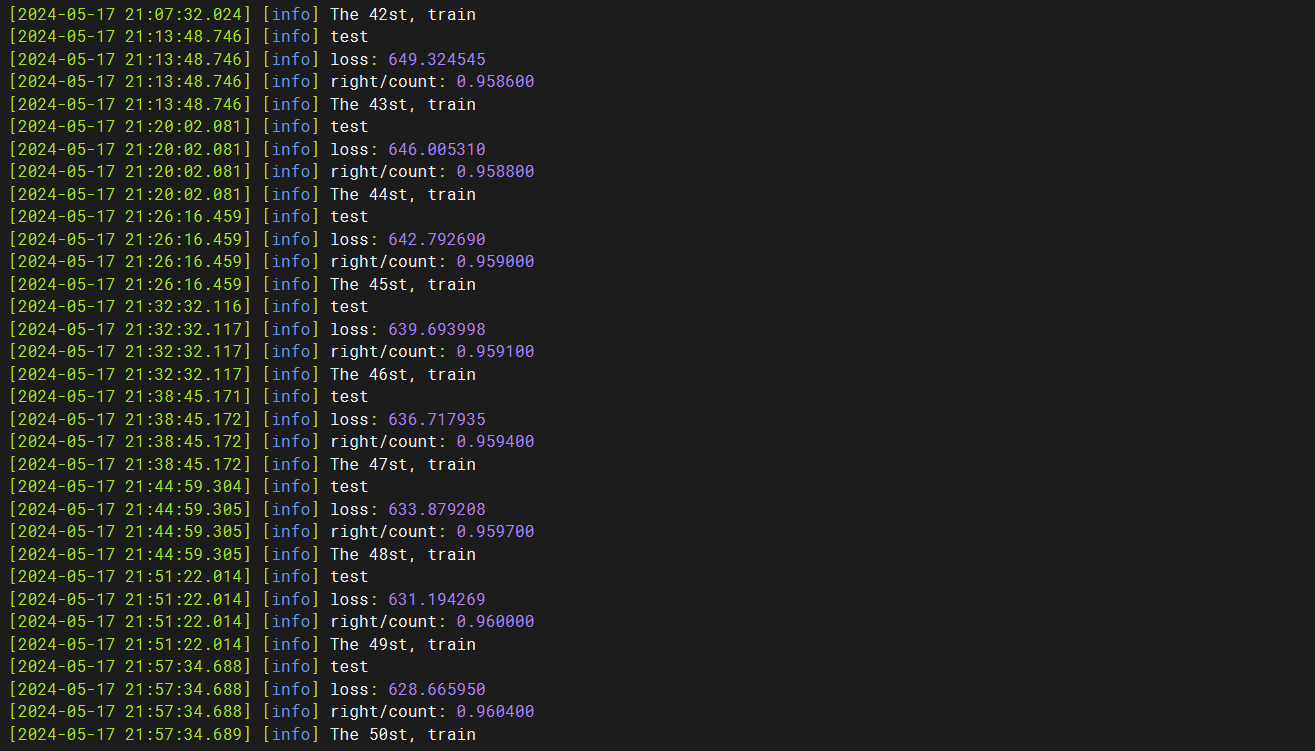 [2024-05-17 21:07:32.024] [info] The 42st, train
[2024-05-17 21:13:48.746] [info] test
[2024-05-17 21:13:48.746] [info] loss: 649.324545
[2024-05-17 21:13:48.746] [info] right/count: 0.958600
[2024-05-17 21:13:48.746] [info] The 43st, train
[2024-05-17 21:20:02.081] [info] test
[2024-05-17 21:20:02.081] [info] loss: 646.005310
[2024-05-17 21:20:02.081] [info] right/count: 0.958800
[2024-05-17 21:20:02.081] [info] The 44st, train
[2024-05-17 21:26:16.459] [info] test
[2024-05-17 21:26:16.459] [info] loss: 642.792690
[2024-05-17 21:26:16.459] [info] right/count: 0.959000
[2024-05-17 21:26:16.459] [info] The 45st, train
[2024-05-17 21:32:32.116] [info] test
[2024-05-17 21:32:32.117] [info] loss: 639.693998
[2024-05-17 21:32:32.117] [info] right/count: 0.959100
[2024-05-17 21:32:32.117] [info] The 46st, train
[2024-05-17 21:38:45.171] [info] test
[2024-05-17 21:38:45.172] [info] loss: 636.717935
[2024-05-17 21:38:45.172] [info] right/count: 0.959400
[2024-05-17 21:38:45.172] [info] The 47st, train
[2024-05-17 21:44:59.304] [info] test
[2024-05-17 21:44:59.305] [info] loss: 633.879208
[2024-05-17 21:44:59.305] [info] right/count: 0.959700
[2024-05-17 21:44:59.305] [info] The 48st, train
[2024-05-17 21:51:22.014] [info] test
[2024-05-17 21:51:22.014] [info] loss: 631.194269
[2024-05-17 21:51:22.014] [info] right/count: 0.960000
[2024-05-17 21:51:22.014] [info] The 49st, train
[2024-05-17 21:57:34.688] [info] test
[2024-05-17 21:57:34.688] [info] loss: 628.665950
[2024-05-17 21:57:34.688] [info] right/count: 0.960400
[2024-05-17 21:57:34.689] [info] The 50st, train